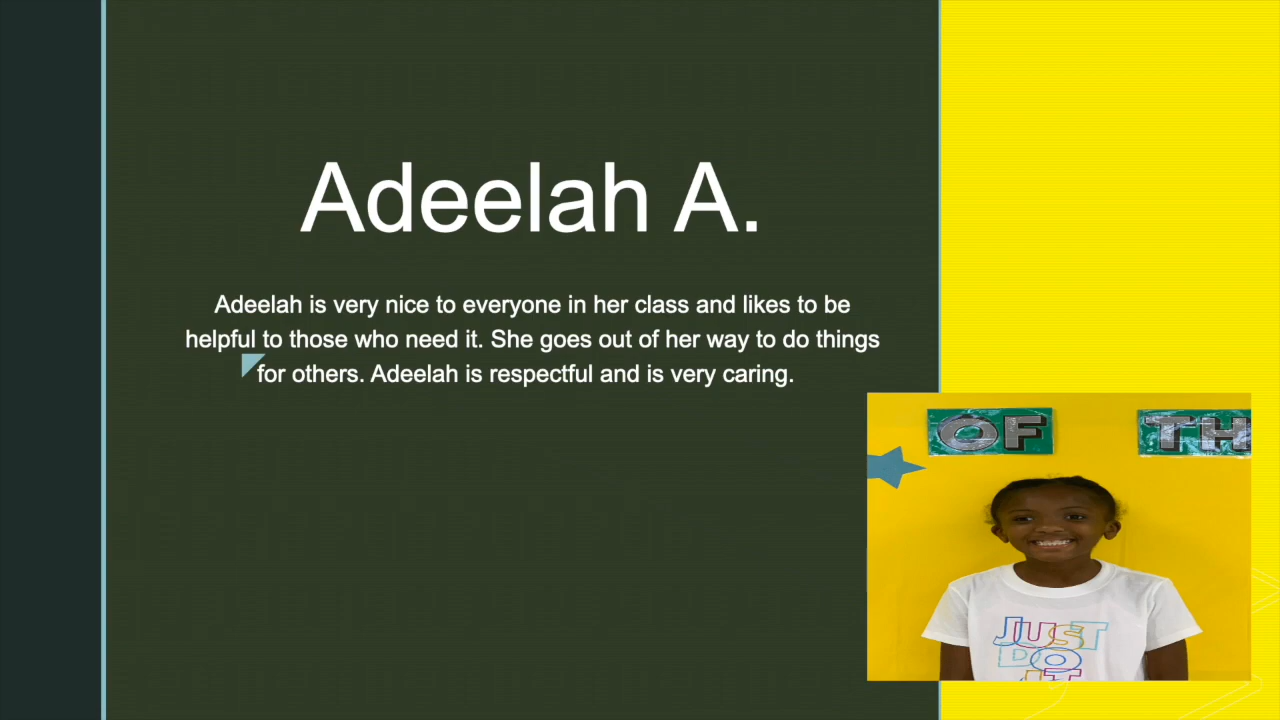 Adeelah A.
Adeelah is very nice to everyone in her class and likes to be
helpful to those who need it. She goes out of her way to do things
for others. Adeelah is respectful and is very caring.
OF TH
JUST
DO
IT